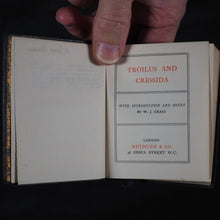 TROILUS AND
CRESSIDA
WITH INTRODUCTION AND NOTES
BY W. J. CRAIG
LONDON
METHUEN & CO.
36 ESSEX STREET W.C.